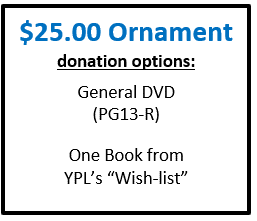 $25.00 Ornament
donation options:
General DVD
(PG13-R)
One Book from
YPL’s “Wish-list”